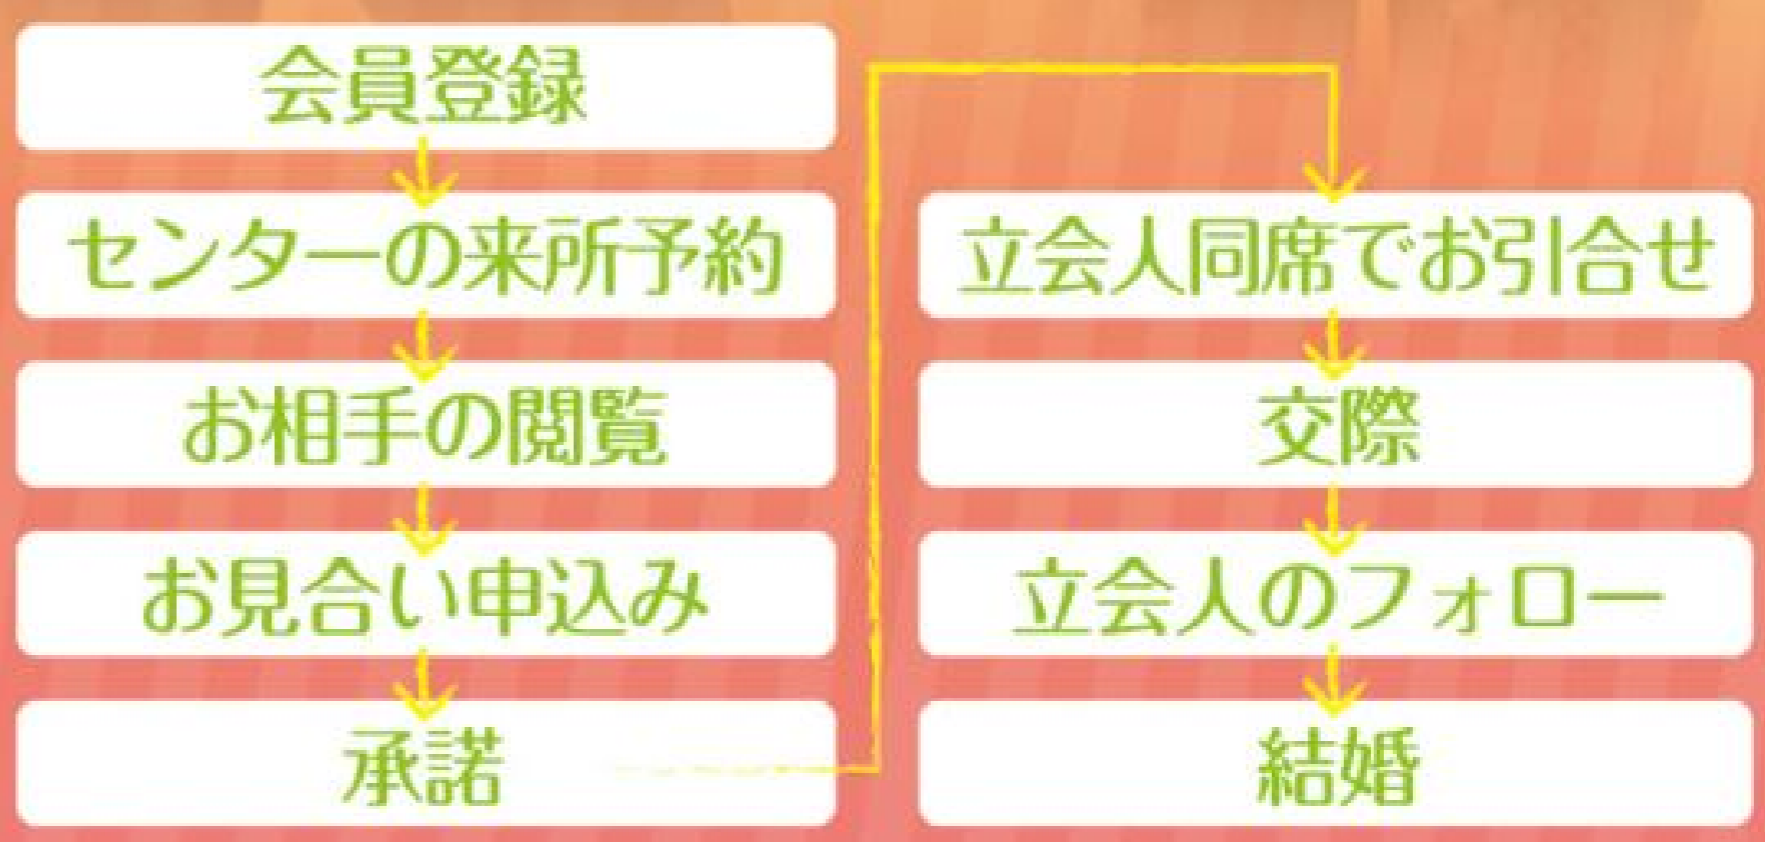 会員登録
センターの来所予約
お相手の閲覧
お見合い申込み
承諾
立会人同席でお引合せ
交際
立会人のフォロー
結婚